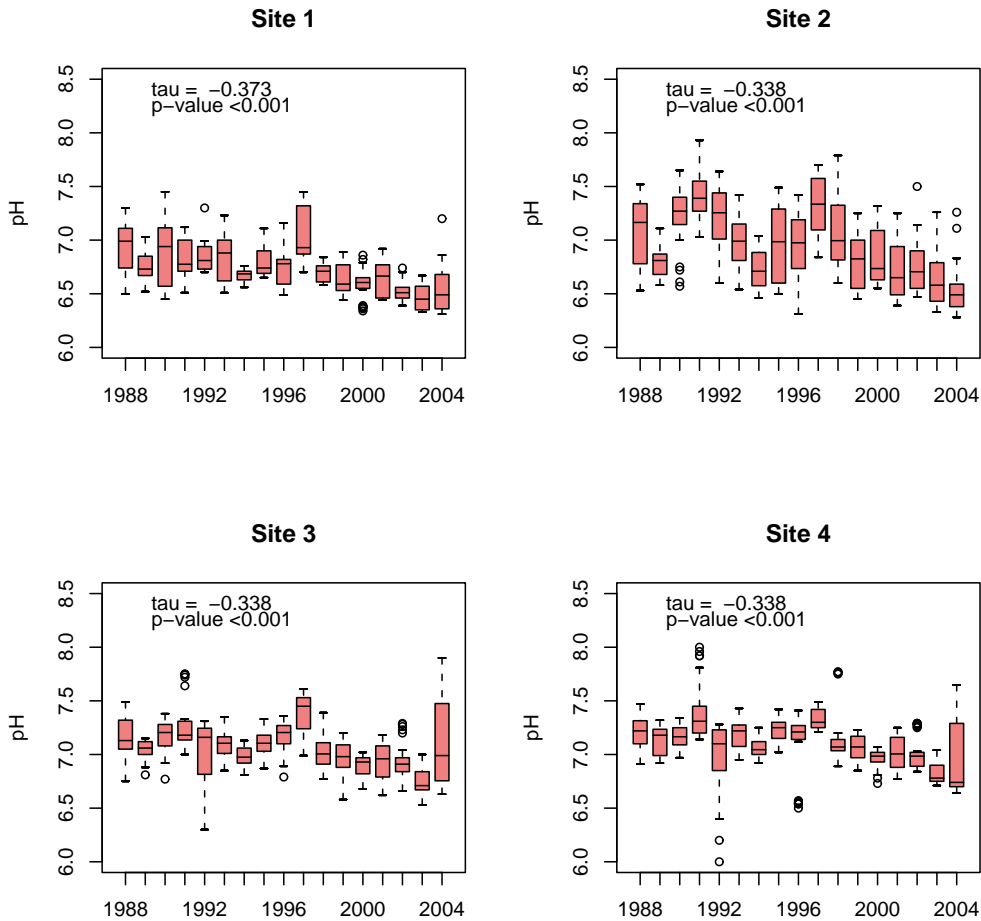 Site 1
tau = −0.373
p−value <0.001
pH
8.5
8.0
7.5
7.0
6.5
6.0
1988 1992 1996 2000 2004
Site 2
tau = −0.338
p−value <0.001
pH
8.5
8.0
7.5
7.0
6.5
6.0
1988 1992 1996 2000 2004
Site 3
tau = −0.338
p−value <0.001
pH
8.5
8.0
7.5
7.0
6.5
6.0
1988 1992 1996 2000 2004
Site 4
tau = −0.338
p−value <0.001
pH
8.5
8.0
7.5
7.0
6.5
6.0
1988 1992 1996 2000 2004